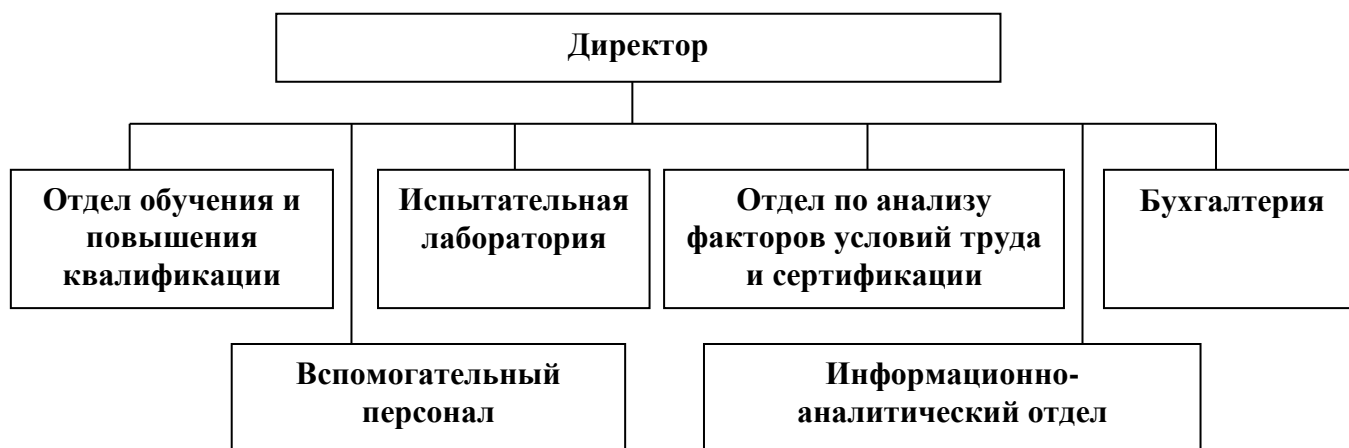 Директор
Отдел обучения и
повышения
квалификации
Испытательная
лаборатория
Отдел по анализу
факторов условий труда
и сертификации
Бухгалтерия
Вспомогательный
персонал
Информационно-
аналитический отдел